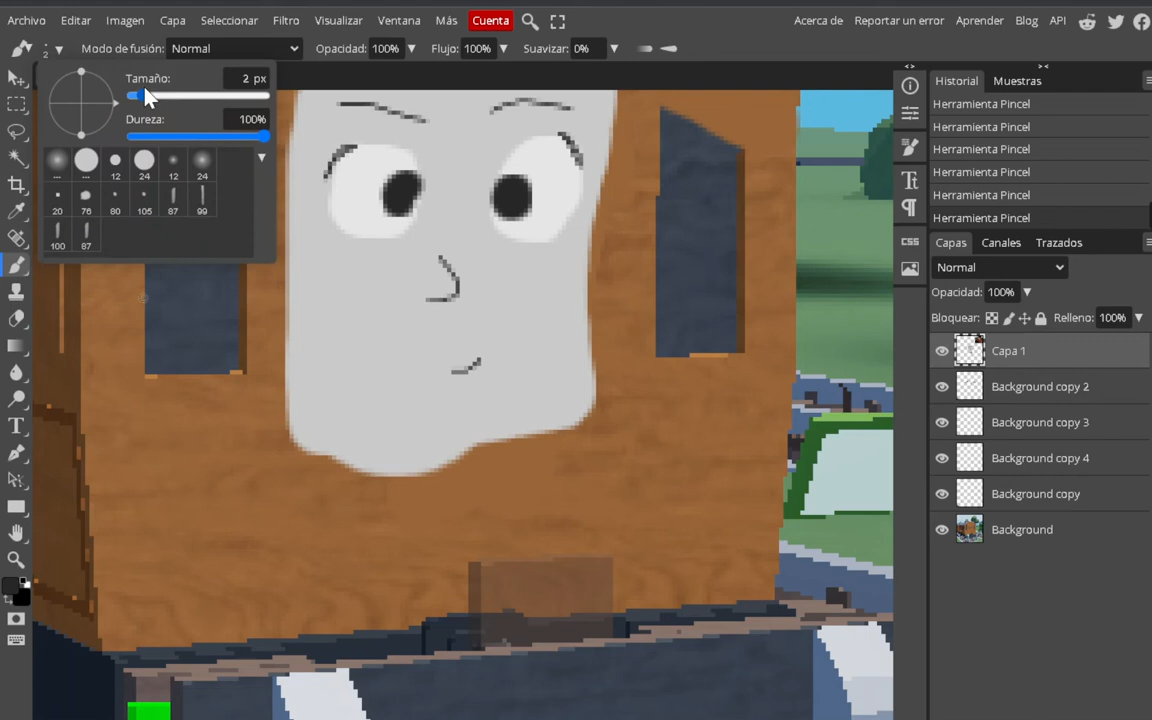 Archivo Editar Imagen Capa Seleccionar Filtro Visualizar Ventana Más Cuenta Acerca de Reportar un error Aprender Blog API
2 Modo de fusión: Normal Opacidad: 100% Flujo: 100% Suavizar: 0%
Tamaño: 2 px
Dureza: 100%
... ... 12 24 12 24
20 76 80 105 87 99
100 87
Historial Muestras
Herramienta Pincel
Herramienta Pincel
Herramienta Pincel
Herramienta Pincel
Herramienta Pincel
Herramienta Pincel
CSS
Capas Canales Trazados
Normal
Opacidad: 100%
Bloquear: Relleno: 100%
Capa 1
Background copy 2
Background copy 3
Background copy 4
Background copy
Background